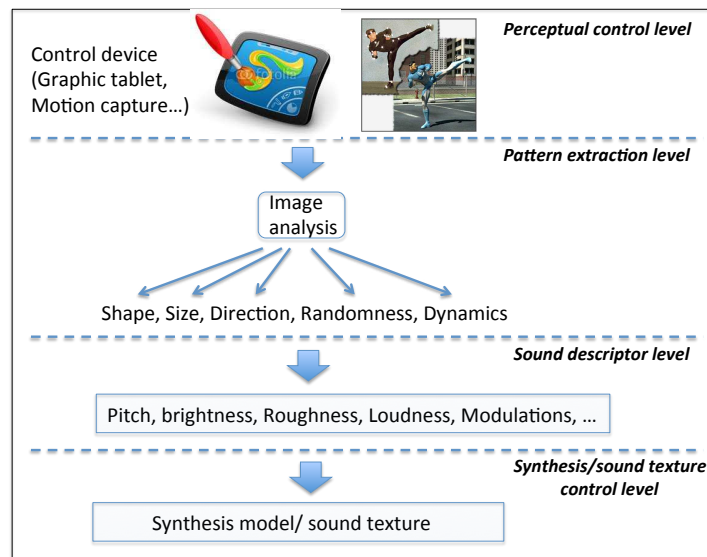 Perceptual control level
Control device
(Graphic tablet,
Motion capture…)
fotolia
Pattern extraction level
Image
analysis
Shape, Size, Direction, Randomness, Dynamics
Sound descriptor level
Pitch, brightness, Roughness, Loudness, Modulations, …
Synthesis/sound texture
control level
Synthesis model/ sound texture